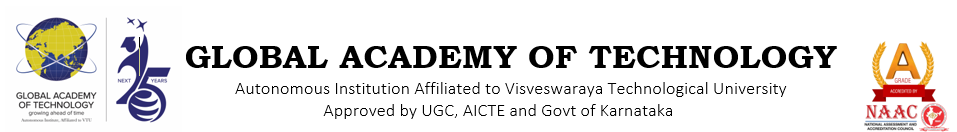 GLOBAL ACADEMY
OF TECHNOLOGY
growing ahead of time
Autonomous Institute, Affiliated to VTU
NEXT 25 YEARS
GLOBAL ACADEMY OF TECHNOLOGY
Autonomous Institution Affiliated to Visveswaraya Technological University
Approved by UGC, AICTE and Govt of Karnataka
A
GRADE
ACCREDITED BY
NAAC
NATIONAL ASSESSMENT AND
ACCREDITATION COUNCIL